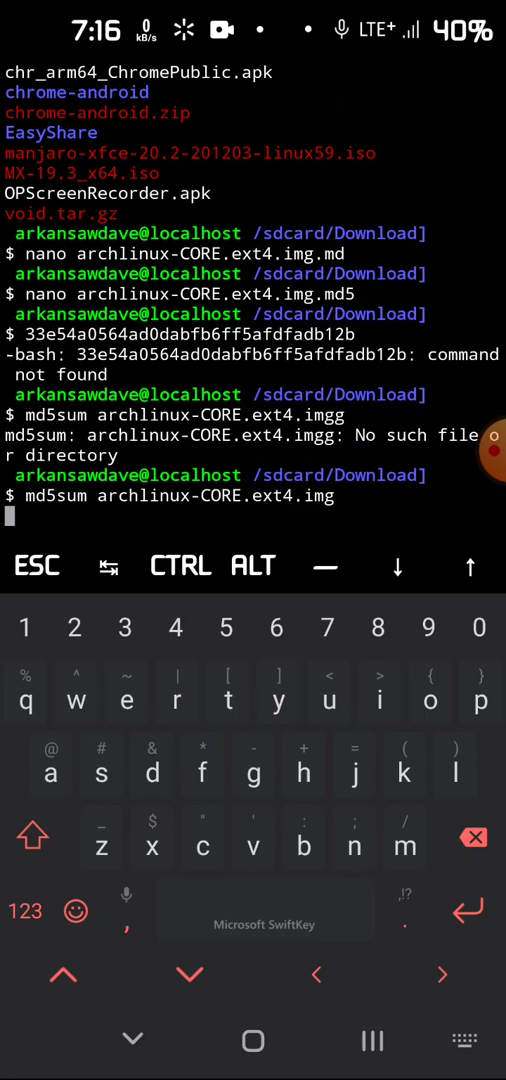 7:16 0 kB/s LTE+ 40%
chr_arm64_ChromePublic.apk
chrome-android
chrome-android.zip
EasyShare
manjaro-xfce-20.2-201203-linux59.iso
MX-19.3_x64.iso
OPScreenRecorder.apk
void.tar.gz
arkansawdave@localhost /sdcard/Download]
$ nano archlinux-CORE.ext4.img.md
arkansawdave@localhost /sdcard/Download]
$ nano archlinux-CORE.ext4.img.md5
arkansawdave@localhost /sdcard/Download]
$ 33e54a0564ad0dabfb6ff5afdfadb12b
-bash: 33e54a0564ad0dabfb6ff5afdfadb12b: command
not found
arkansawdave@localhost /sdcard/Download]
$ md5sum archlinux-CORE.ext4.imgg
md5sum: archlinux-CORE.ext4.imgg: No such file o
r directory
arkansawdave@localhost /sdcard/Download]
$ md5sum archlinux-CORE.ext4.img
ESC ↹ CTRL ALT — ↓ ↑
1 2 3 4 5 6 7 8 9 0
% ^ ~ | [ ] < > { }
q w e r t y u i o p
@ # & * - + = ( )
a s d f g h j k l
_ $ " ' : ; /
z x c v b n m
,!?
123 , Microsoft SwiftKey .